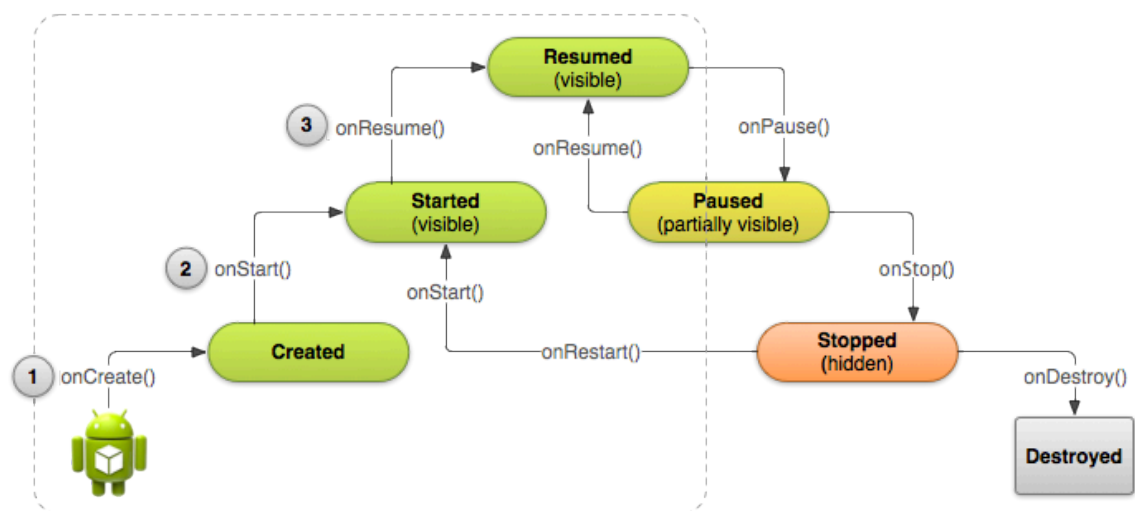 Resumed
(visible)
3
onResume()
onPause()
onResume()
Started
(visible)
Paused
(partially visible)
2
onStart()
onStop()
onStart()
Created
onRestart()
Stopped
(hidden)
1
onCreate()
onDestroy()
Destroyed